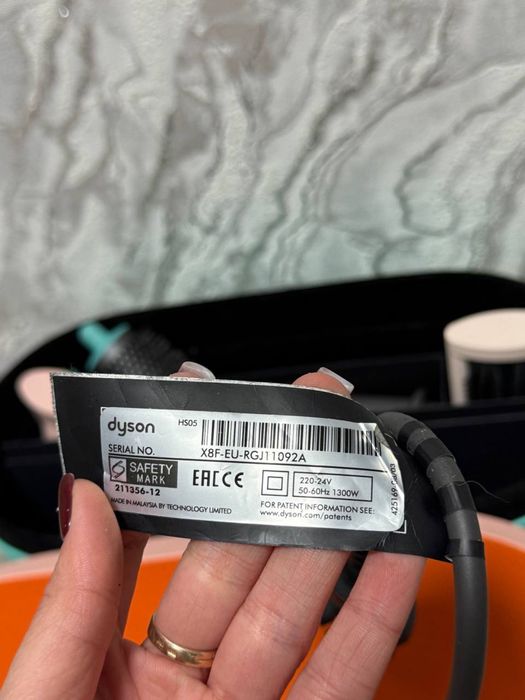 dyson HS05
SERIAL NO. X8F-EU-RGJ11092A
SAFETY
MARK
211356-12
EAC CE
220-24V
50-60Hz 1300W
MADE IN MALAYSIA BY TECHNOLOGY LIMITED
FOR PATENT INFORMATION SEE:
www.dyson.com/patents